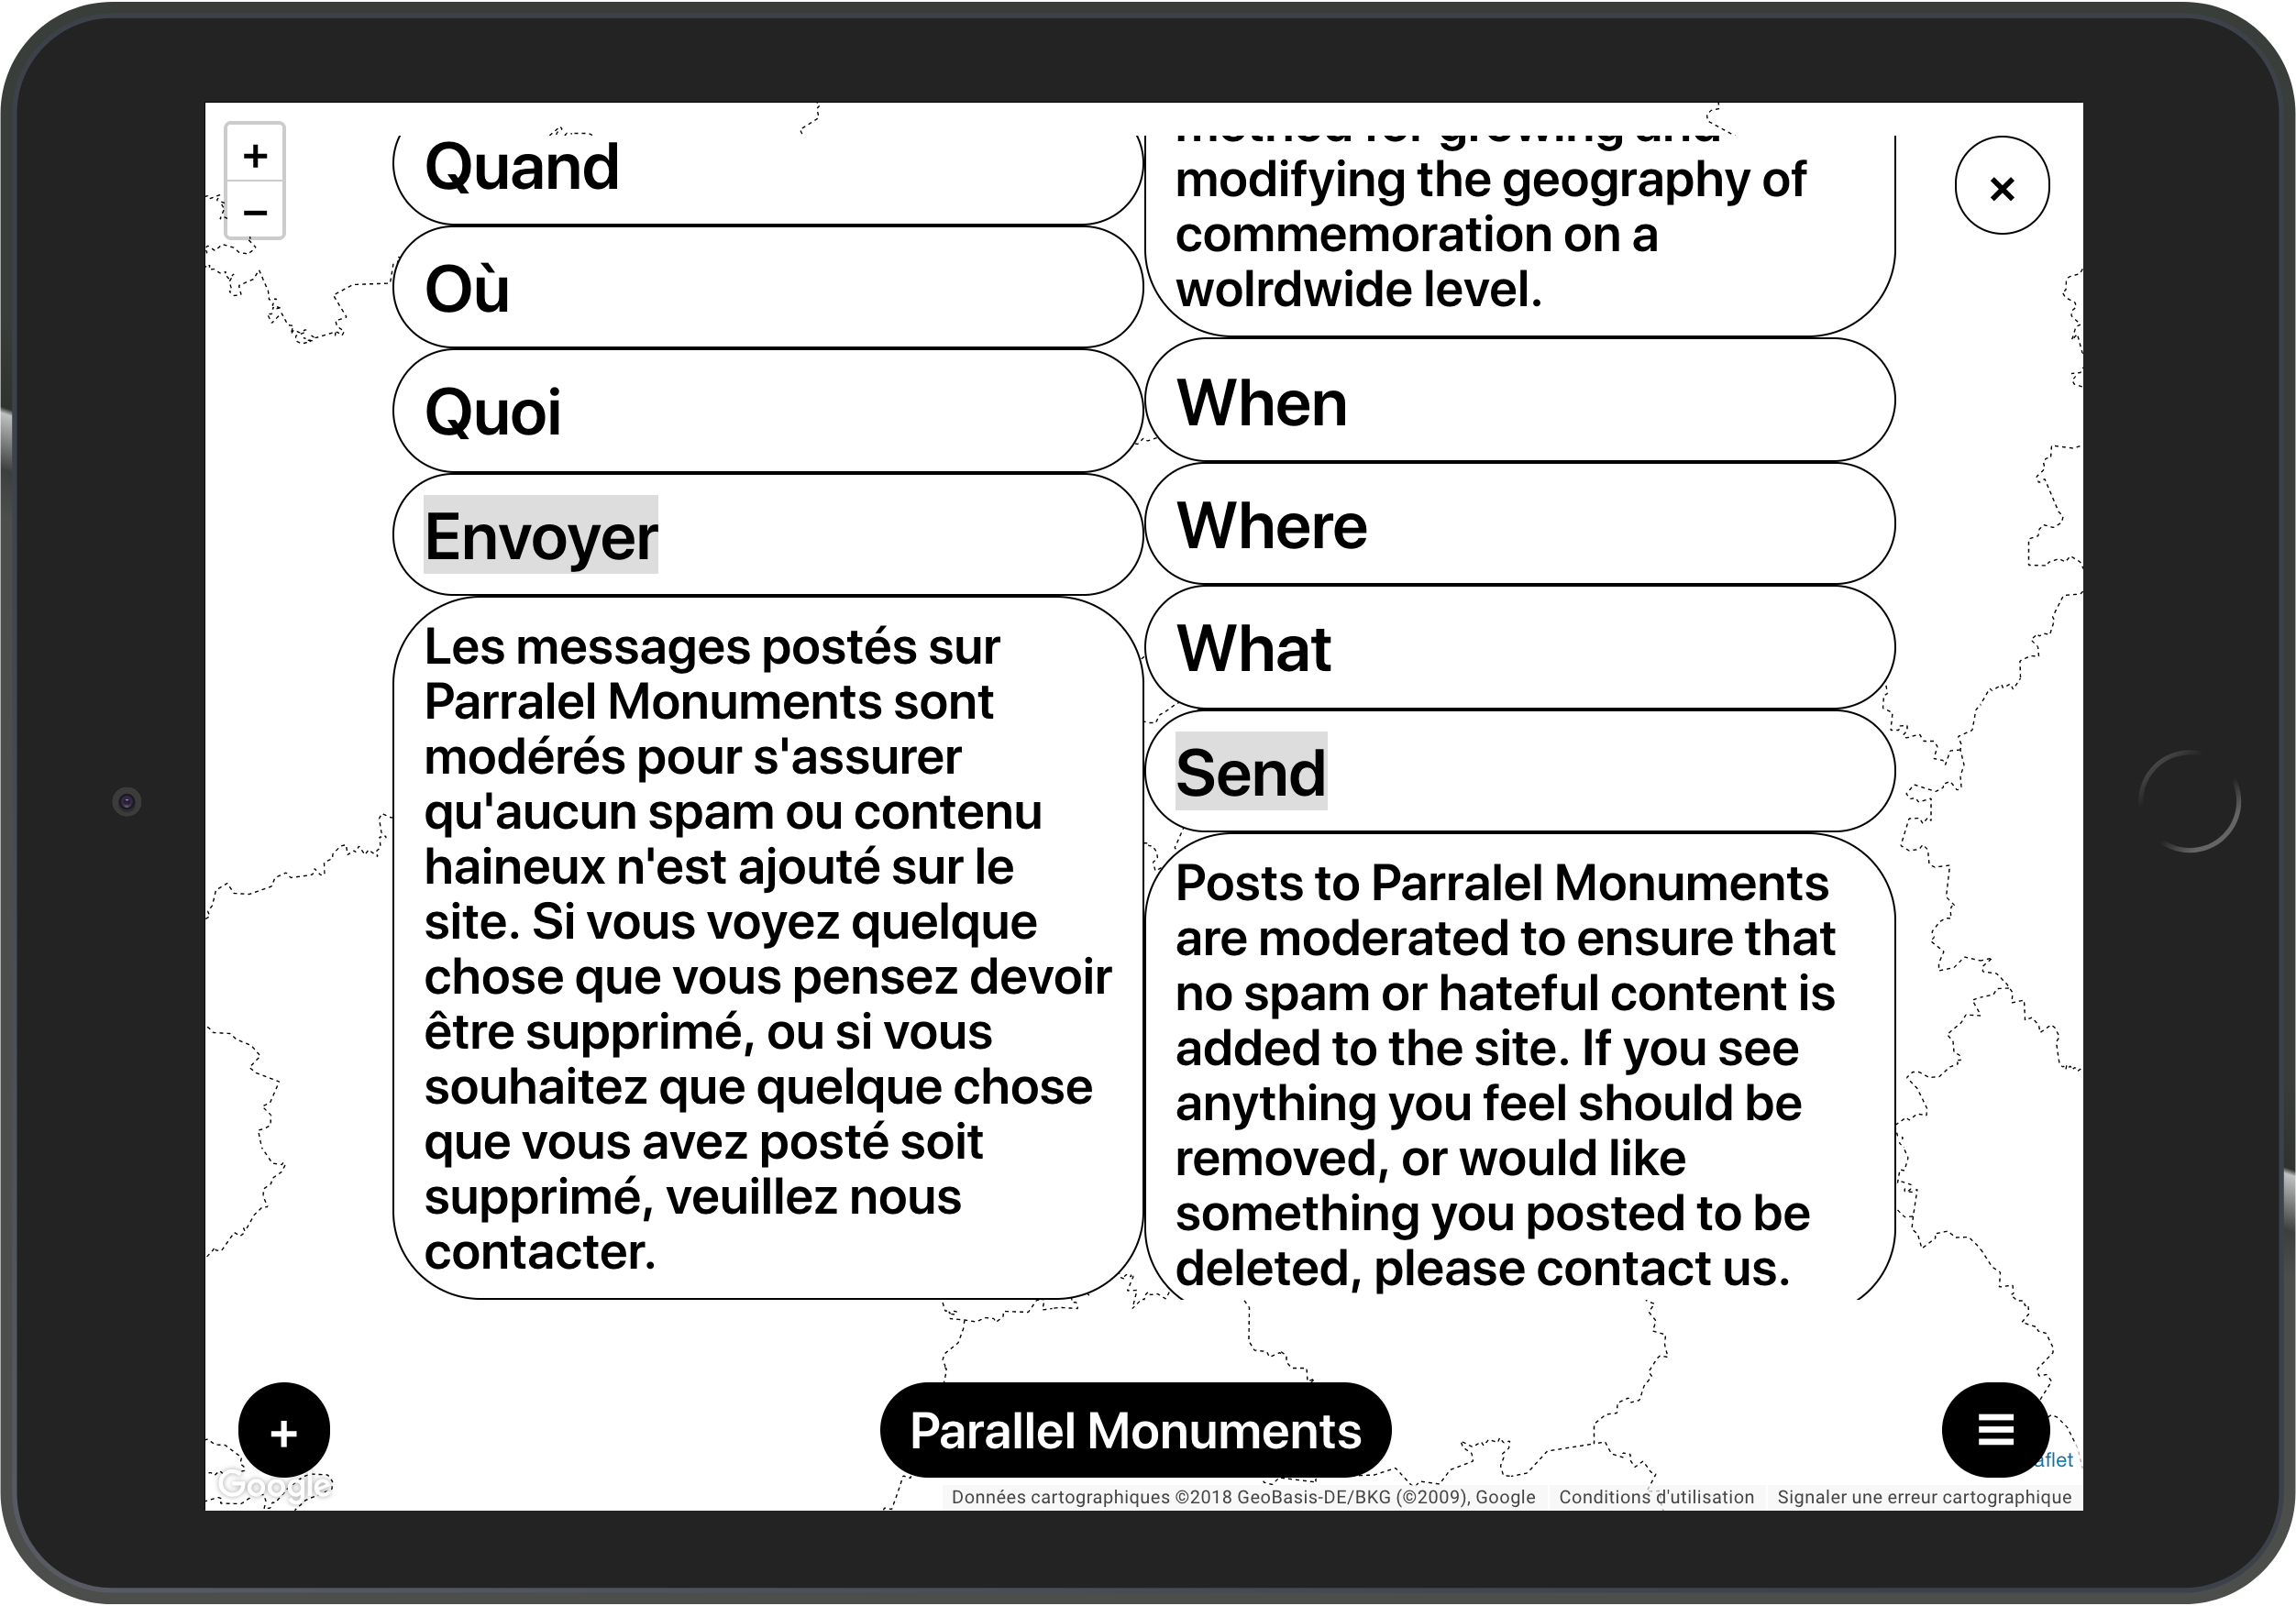 +
−
Quand
Où
Quoi
Envoyer
Les messages postés sur
Parralel Monuments sont
modérés pour s'assurer
qu'aucun spam ou contenu
haineux n'est ajouté sur le
site. Si vous voyez quelque
chose que vous pensez devoir
être supprimé, ou si vous
souhaitez que quelque chose
que vous avez posté soit
supprimé, veuillez nous
contacter.
method for growing and
modifying the geography of
commemoration on a
wolrdwide level.
When
Where
What
Send
Posts to Parralel Monuments
are moderated to ensure that
no spam or hateful content is
added to the site. If you see
anything you feel should be
removed, or would like
something you posted to be
deleted, please contact us.
×
+
Parallel Monuments
Google
aflet
Données cartographiques ©2018 GeoBasis-DE/BKG (©2009), Google
Conditions d'utilisation
Signaler une erreur cartographique